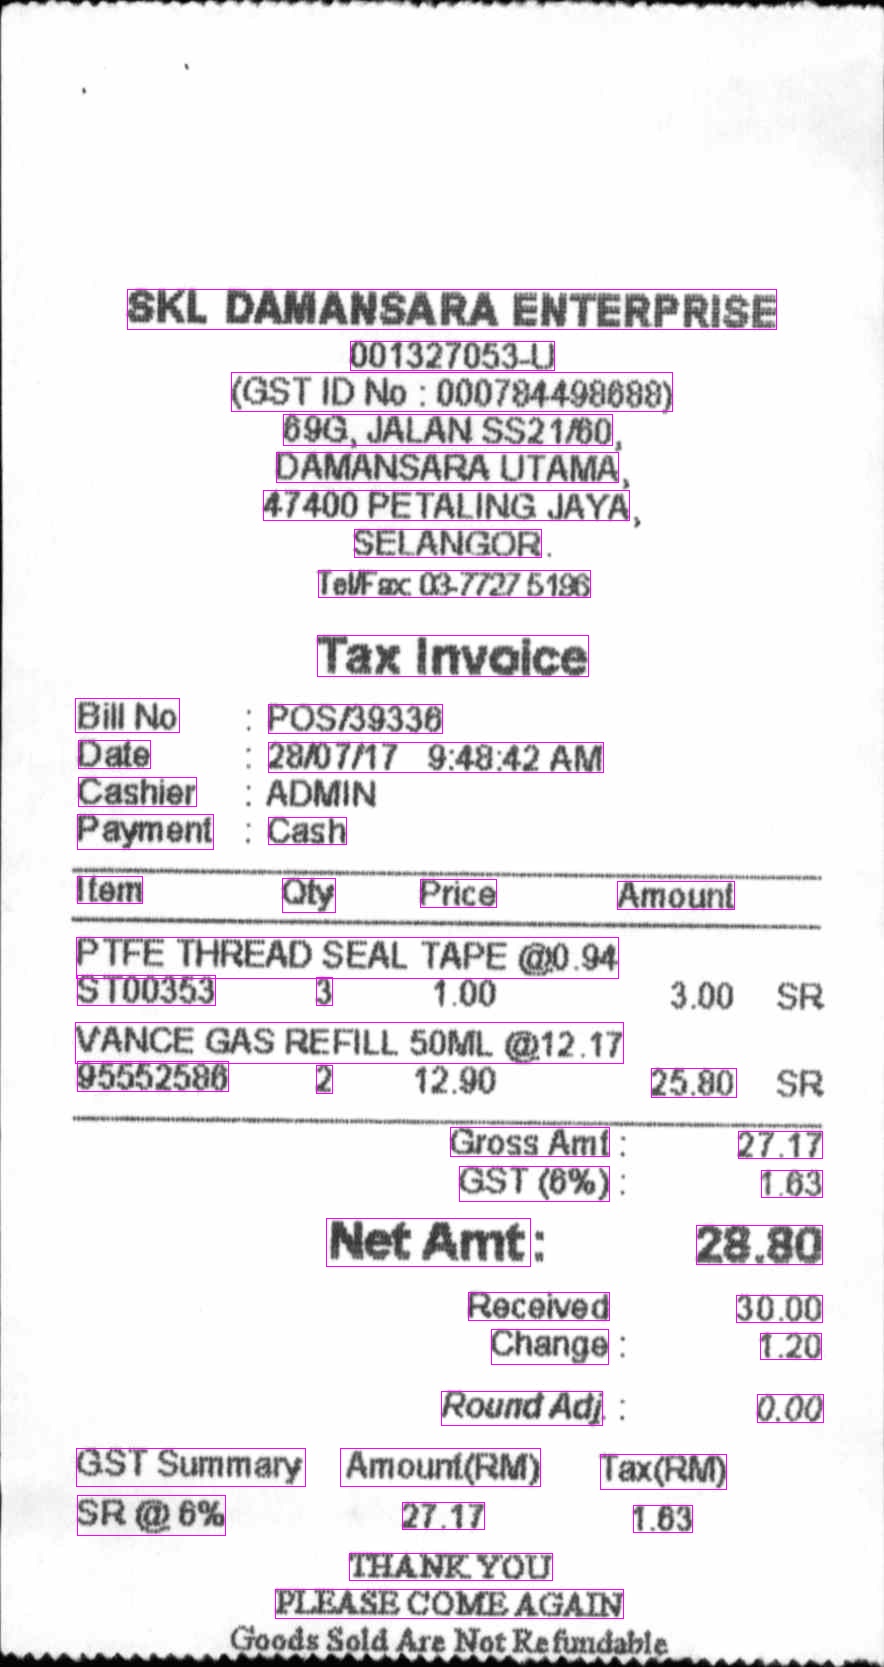 SKL DAMANSARA ENTERPRISE
001327053-U
(GST ID No : 000784498688)
69G, JALAN SS21/60,
DAMANSARA UTAMA,
47400 PETALING JAYA,
SELANGOR.
Tel/Fax: 03-7727 5196
Tax Invoice
Bill No : POS/39336
Date : 28/07/17 9:48:42 AM
Cashier : ADMIN
Payment : Cash
Item Qty Price Amount
PTFE THREAD SEAL TAPE @0.94
ST00353 3 1.00 3.00 SR
VANCE GAS REFILL 50ML @12.17
95552586 2 12.90 25.80 SR
Gross Amt : 27.17
GST (6%) : 1.63
Net Amt : 28.80
Received 30.00
Change : 1.20
Round Adj. : 0.00
GST Summary Amount(RM) Tax(RM)
SR @ 6% 27.17 1.63
THANK YOU
PLEASE COME AGAIN
Goods Sold Are Not Refundable